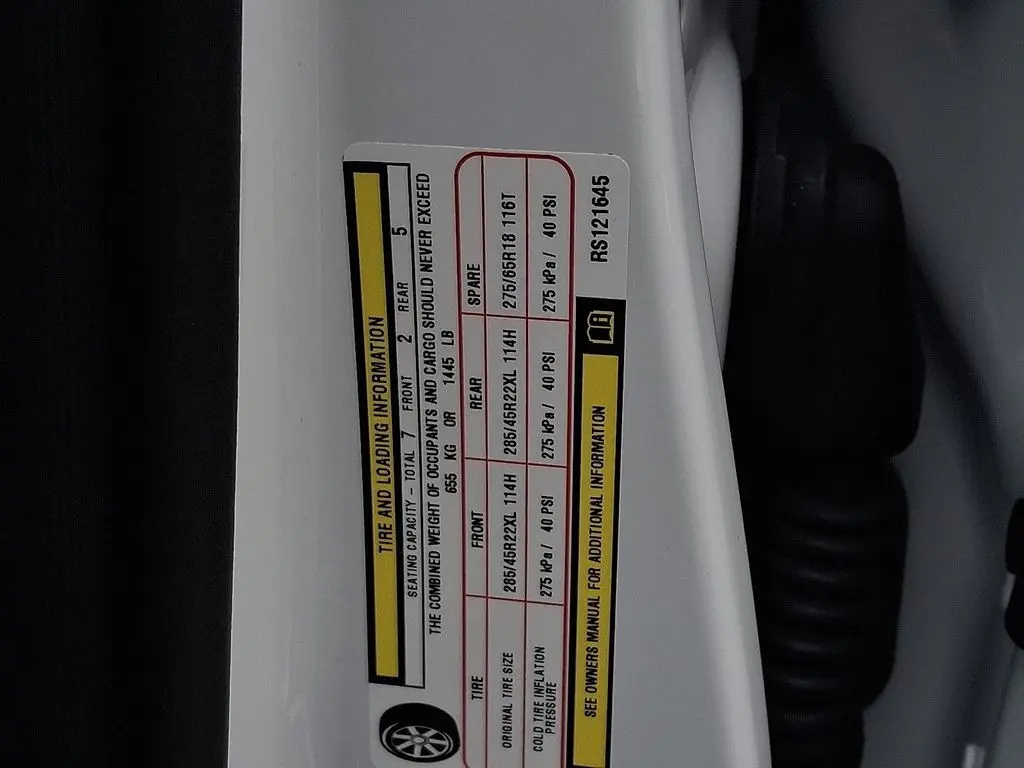 TIRE AND LOADING INFORMATION
SEATING CAPACITY - TOTAL 7 FRONT 2 REAR 5
THE COMBINED WEIGHT OF OCCUPANTS AND CARGO SHOULD NEVER EXCEED
655 KG OR 1445 LB
TIRE FRONT REAR SPARE
ORIGINAL TIRE SIZE 285/45R22XL 114H 285/45R22XL 114H 275/65R18 116T
COLD TIRE INFLATION PRESSURE 275 kPa / 40 PSI 275 kPa / 40 PSI 275 kPa / 40 PSI
SEE OWNERS MANUAL FOR ADDITIONAL INFORMATION
RS121645